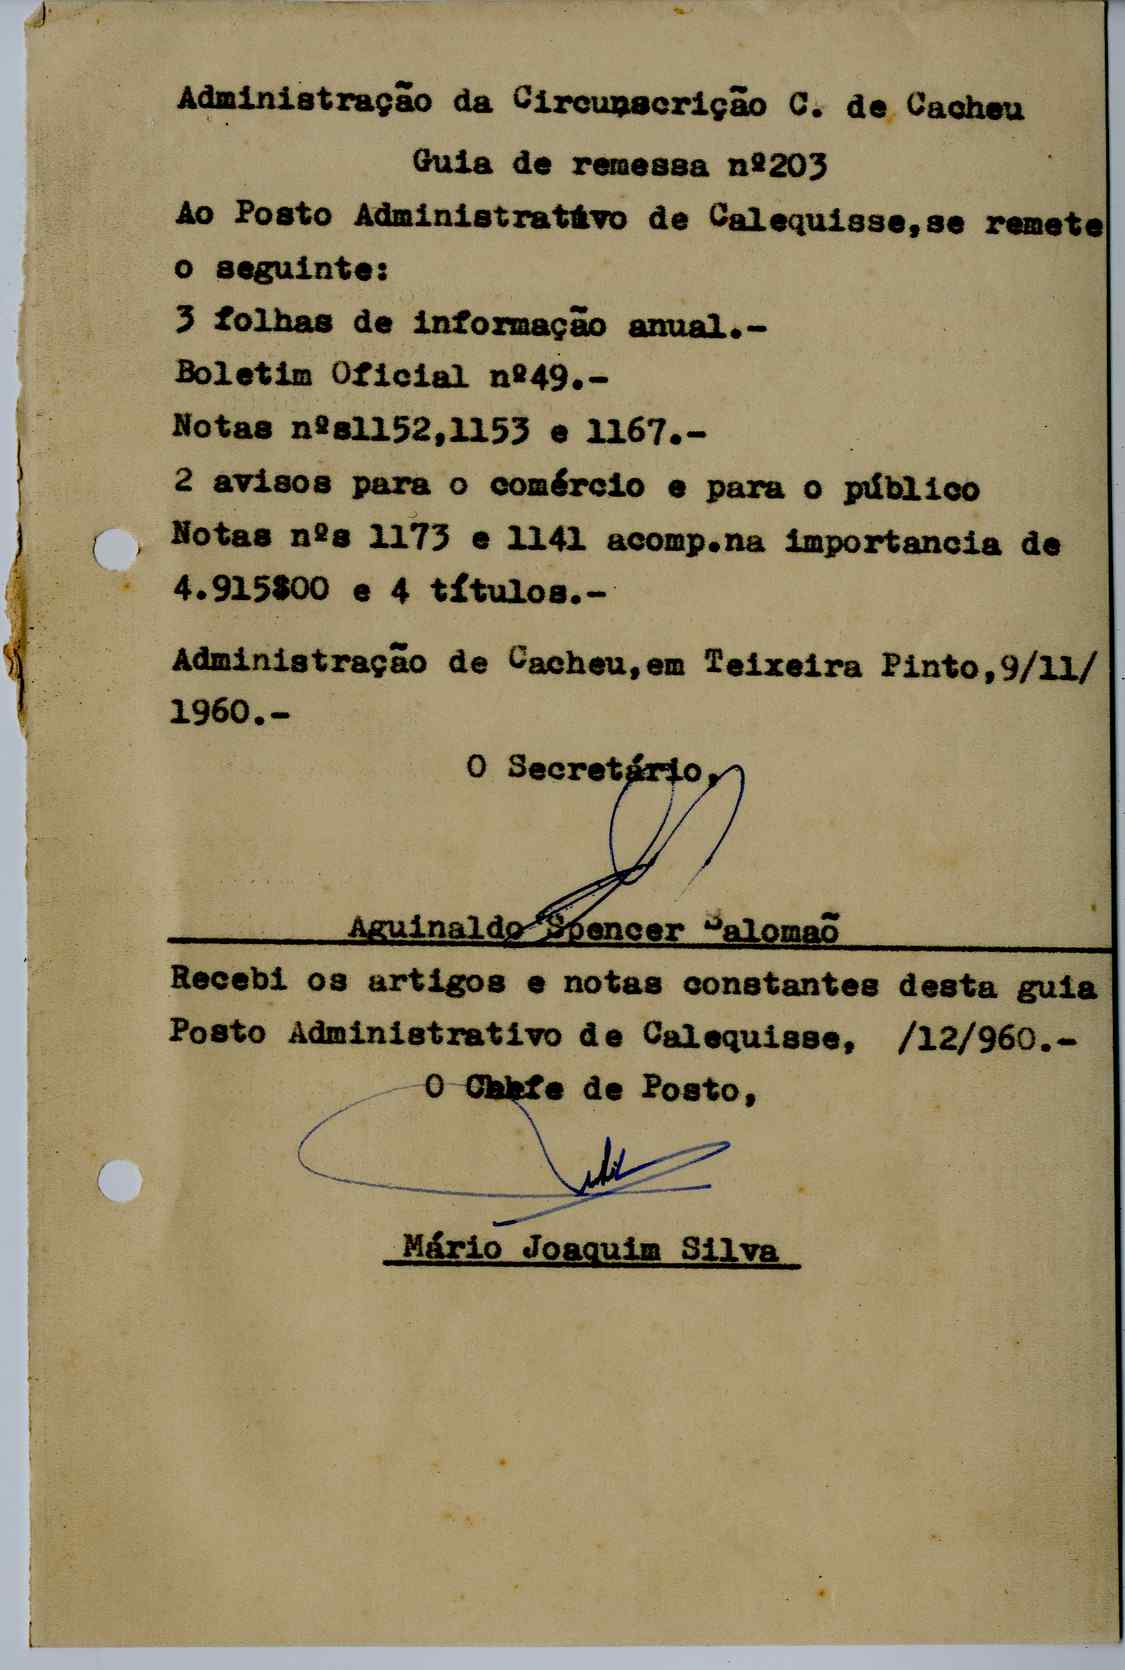 Administração da Circunscrição C. de Cacheu
Guia de remessa nº203
Ao Posto Administrativo de Calequisse,se remete
o seguinte:
3 folhas de informação anual.-
Boletim Oficial nº49.-
Notas nºs1152,1153 e 1167.-
2 avisos para o comércio e para o público
Notas nºs 1173 e 1141 acomp.na importancia de
4.915$00 e 4 títulos.-
Administração de Cacheu,em Teixeira Pinto,9/11/
1960.-
O Secretário,
Aguinaldo Spencer Salomaõ
Recebi os artigos e notas constantes desta guia
Posto Administrativo de Calequisse, /12/960.-
O Chefe de Posto,
Mário Joaquim Silva